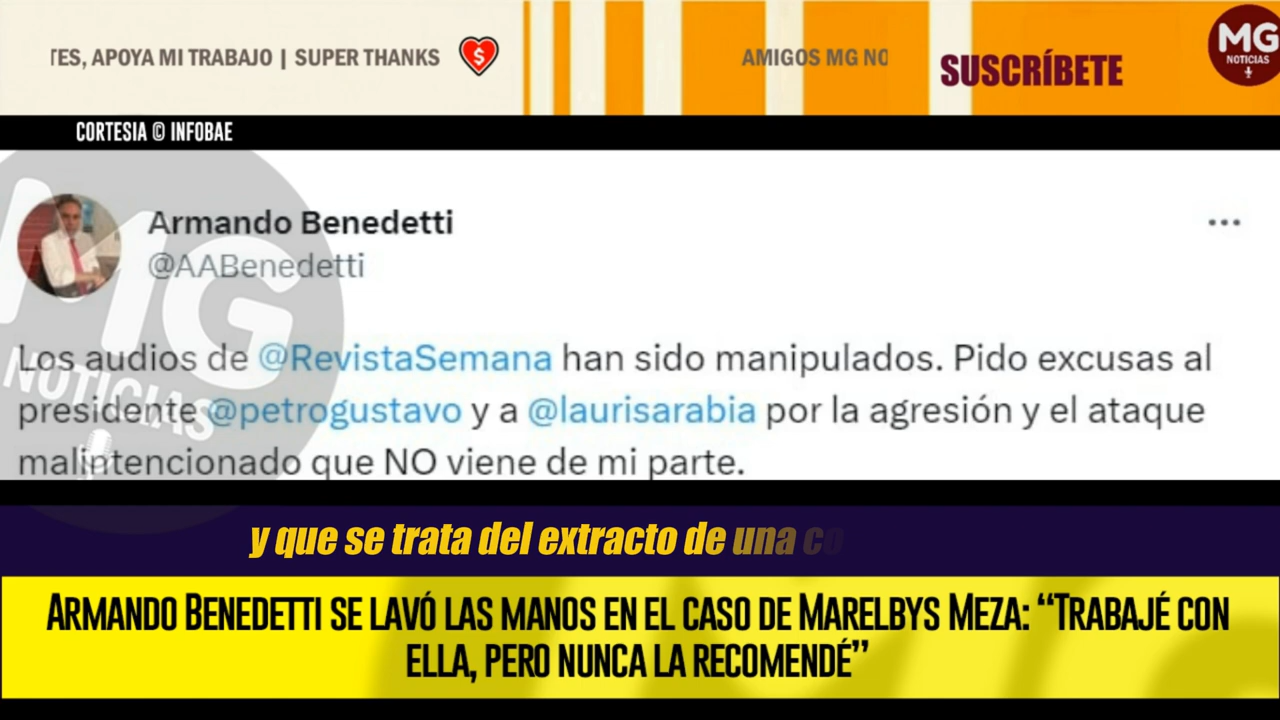 TES, APOYA MI TRABAJO | SUPER THANKS
AMIGOS MG NO
SUSCRÍBETE
MG
NOTICIAS
CORTESIA © INFOBAE
Armando Benedetti
@AABenedetti
Los audios de @RevistaSemana han sido manipulados. Pido excusas al
presidente @petrogustavo y a @laurisarabia por la agresión y el ataque
malintencionado que NO viene de mi parte.
MG
NOTICIAS
y que se trata del extracto de una co
ARMANDO BENEDETTI SE LAVÓ LAS MANOS EN EL CASO DE MARELBYS MEZA: “TRABAJÉ CON
ELLA, PERO NUNCA LA RECOMENDÉ”